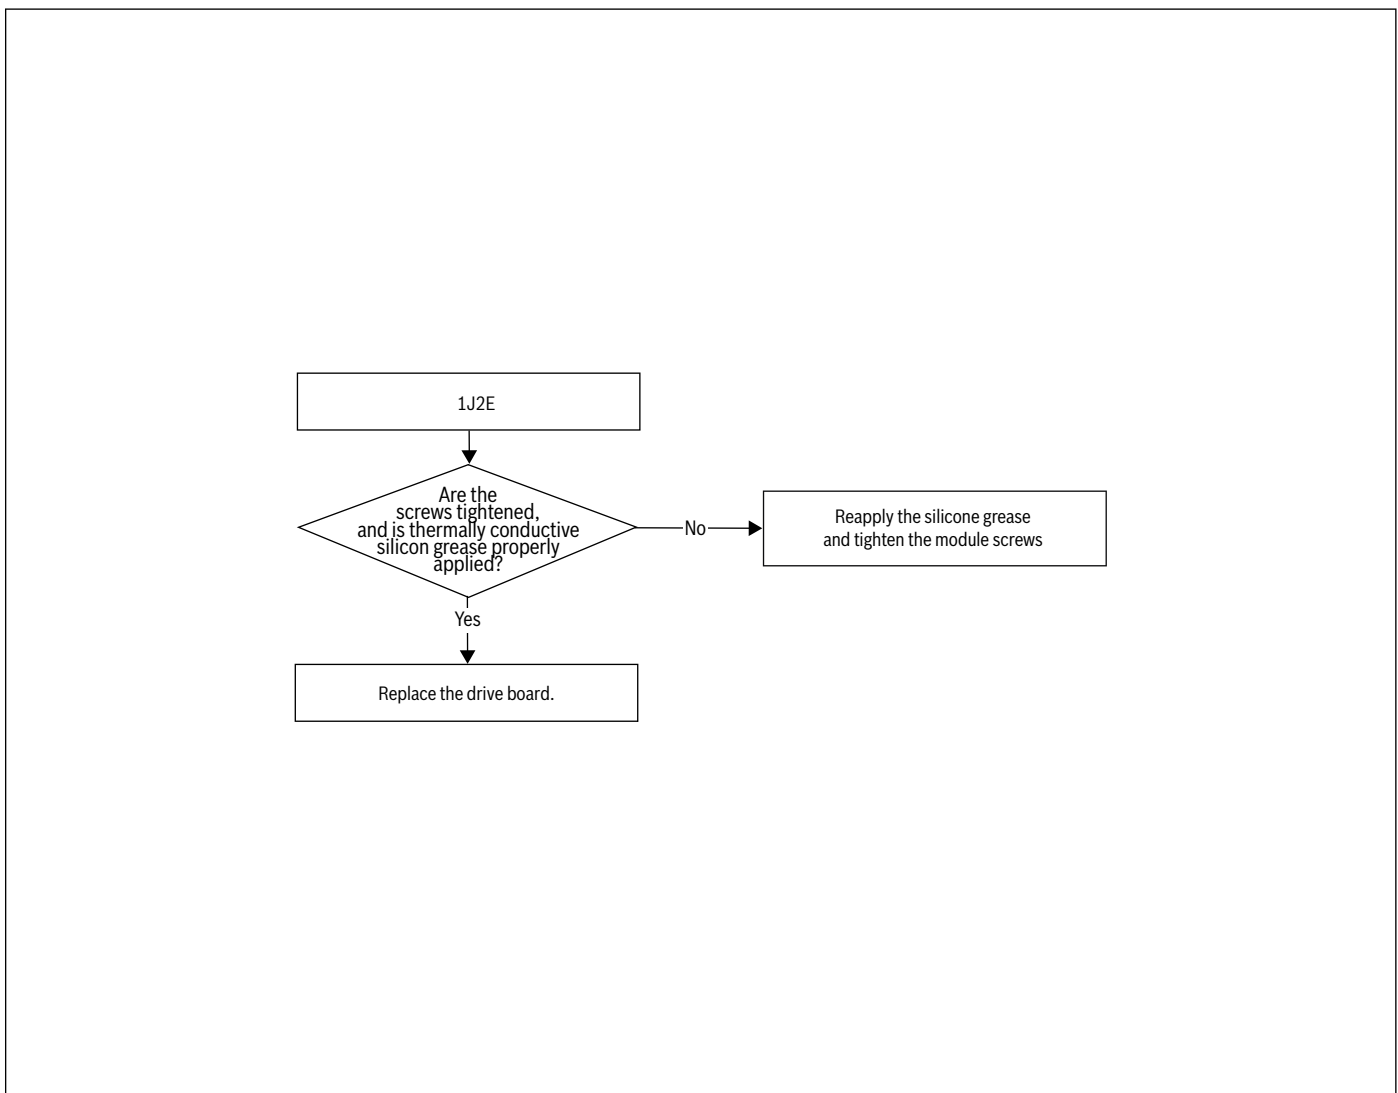 1J2E
Are the
screws tightened,
and is thermally conductive
silicon grease properly
applied?
No
Reapply the silicone grease
and tighten the module screws
Yes
Replace the drive board.